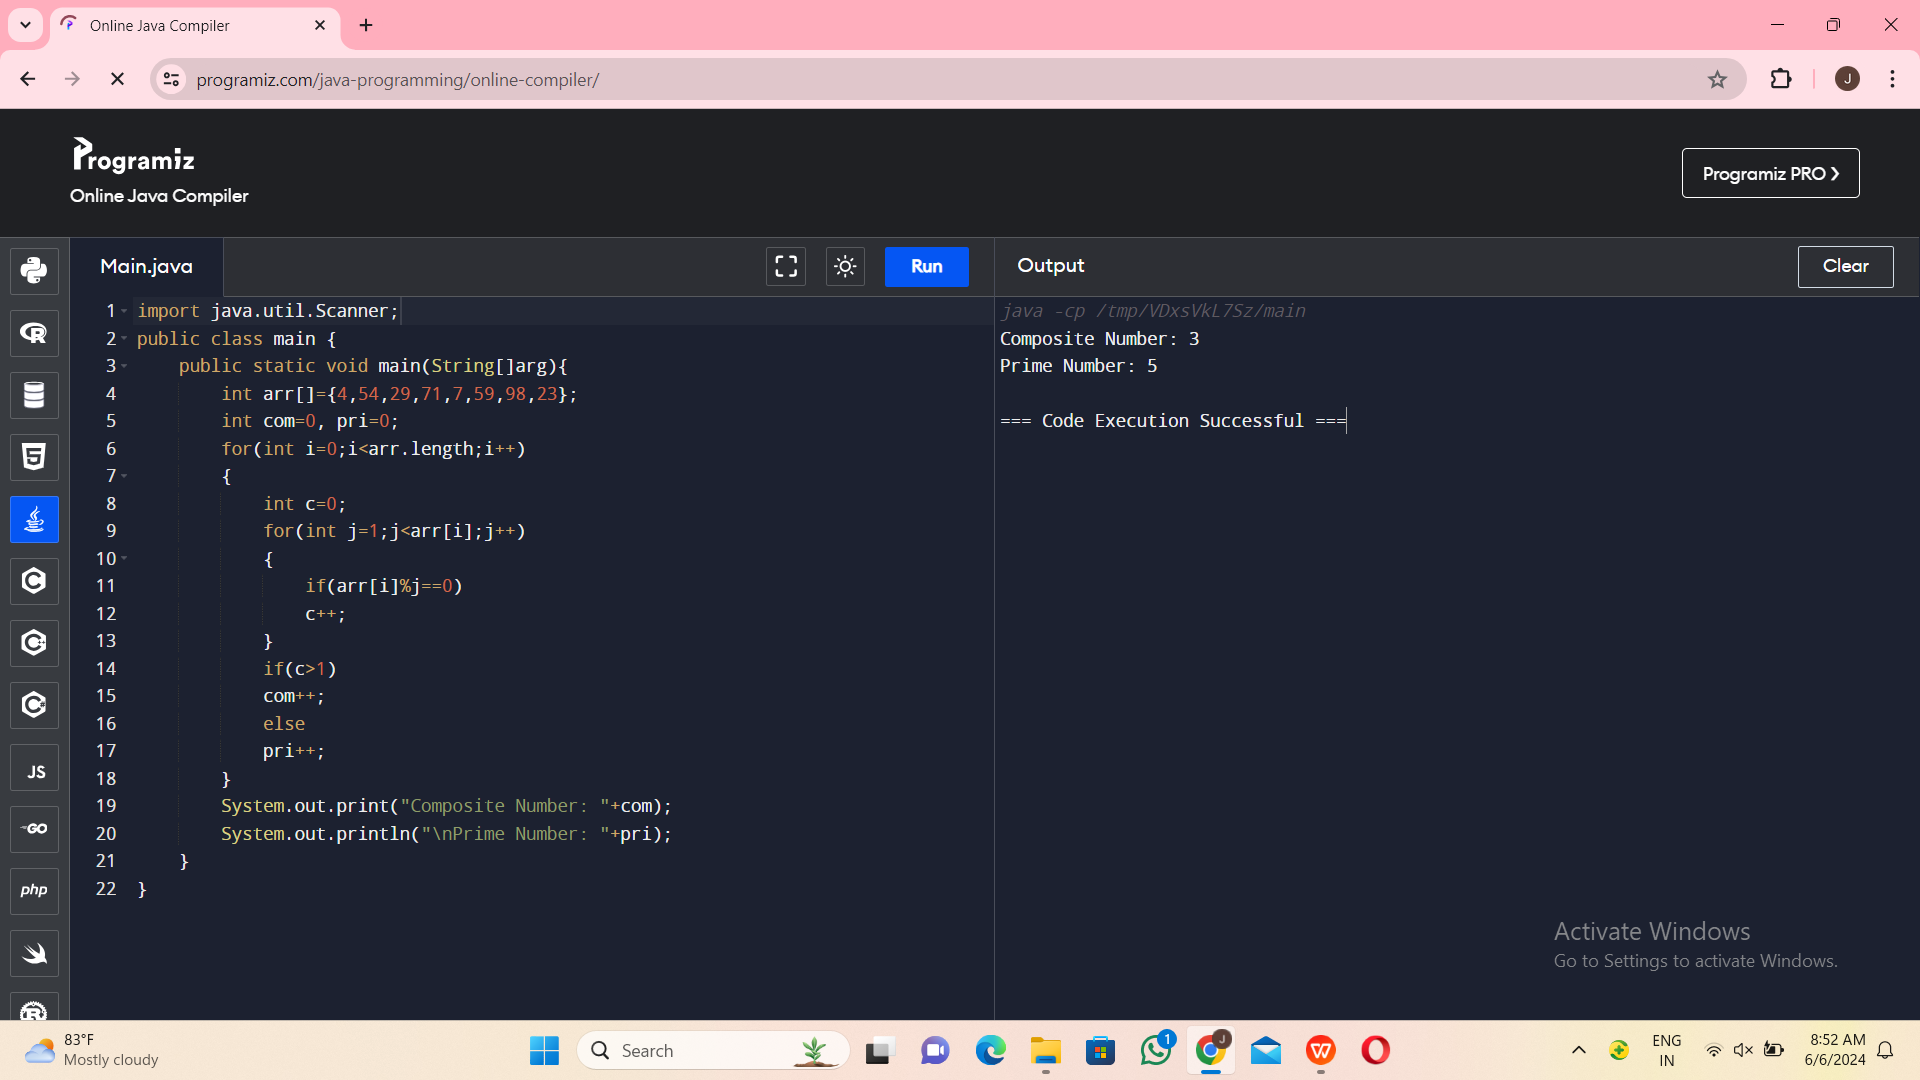 Online Java Compiler
programiz.com/java-programming/online-compiler/
J
Programiz
Online Java Compiler
Programiz PRO ❯
Main.java
Run
Output
Clear
1 import java.util.Scanner;
2 public class main {
3     public static void main(String[]arg){
4         int arr[]={4,54,29,71,7,59,98,23};
5         int com=0, pri=0;
6         for(int i=0;i<arr.length;i++)
7         {
8             int c=0;
9             for(int j=1;j<arr[i];j++)
10             {
11                 if(arr[i]%j==0)
12                 c++;
13             }
14             if(c>1)
15             com++;
16             else
17             pri++;
18         }
19         System.out.print("Composite Number: "+com);
20         System.out.println("\nPrime Number: "+pri);
21     }
22 }
java -cp /tmp/VDxsVkL7Sz/main
Composite Number: 3
Prime Number: 5
=== Code Execution Successful ===
JS
GO
php
Activate Windows
Go to Settings to activate Windows.
83°F
Mostly cloudy
Search
1
J
W
ENG
IN
8:52 AM
6/6/2024